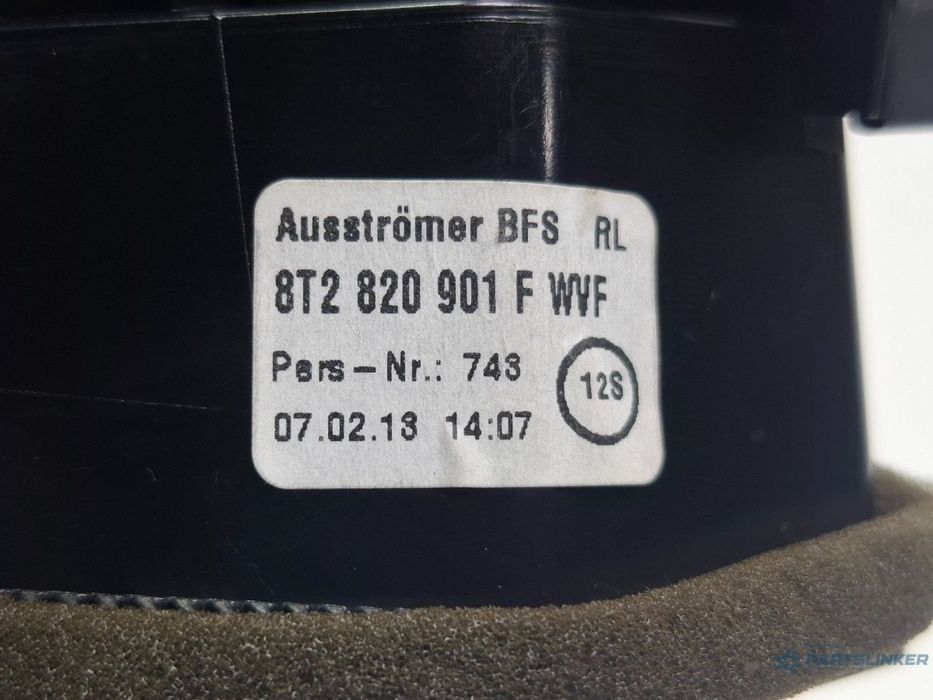 Ausströmer BFS RL
8T2 820 901 F WVF
Pers-Nr.: 743
12S
07.02.13 14:07
PARTSLINKER